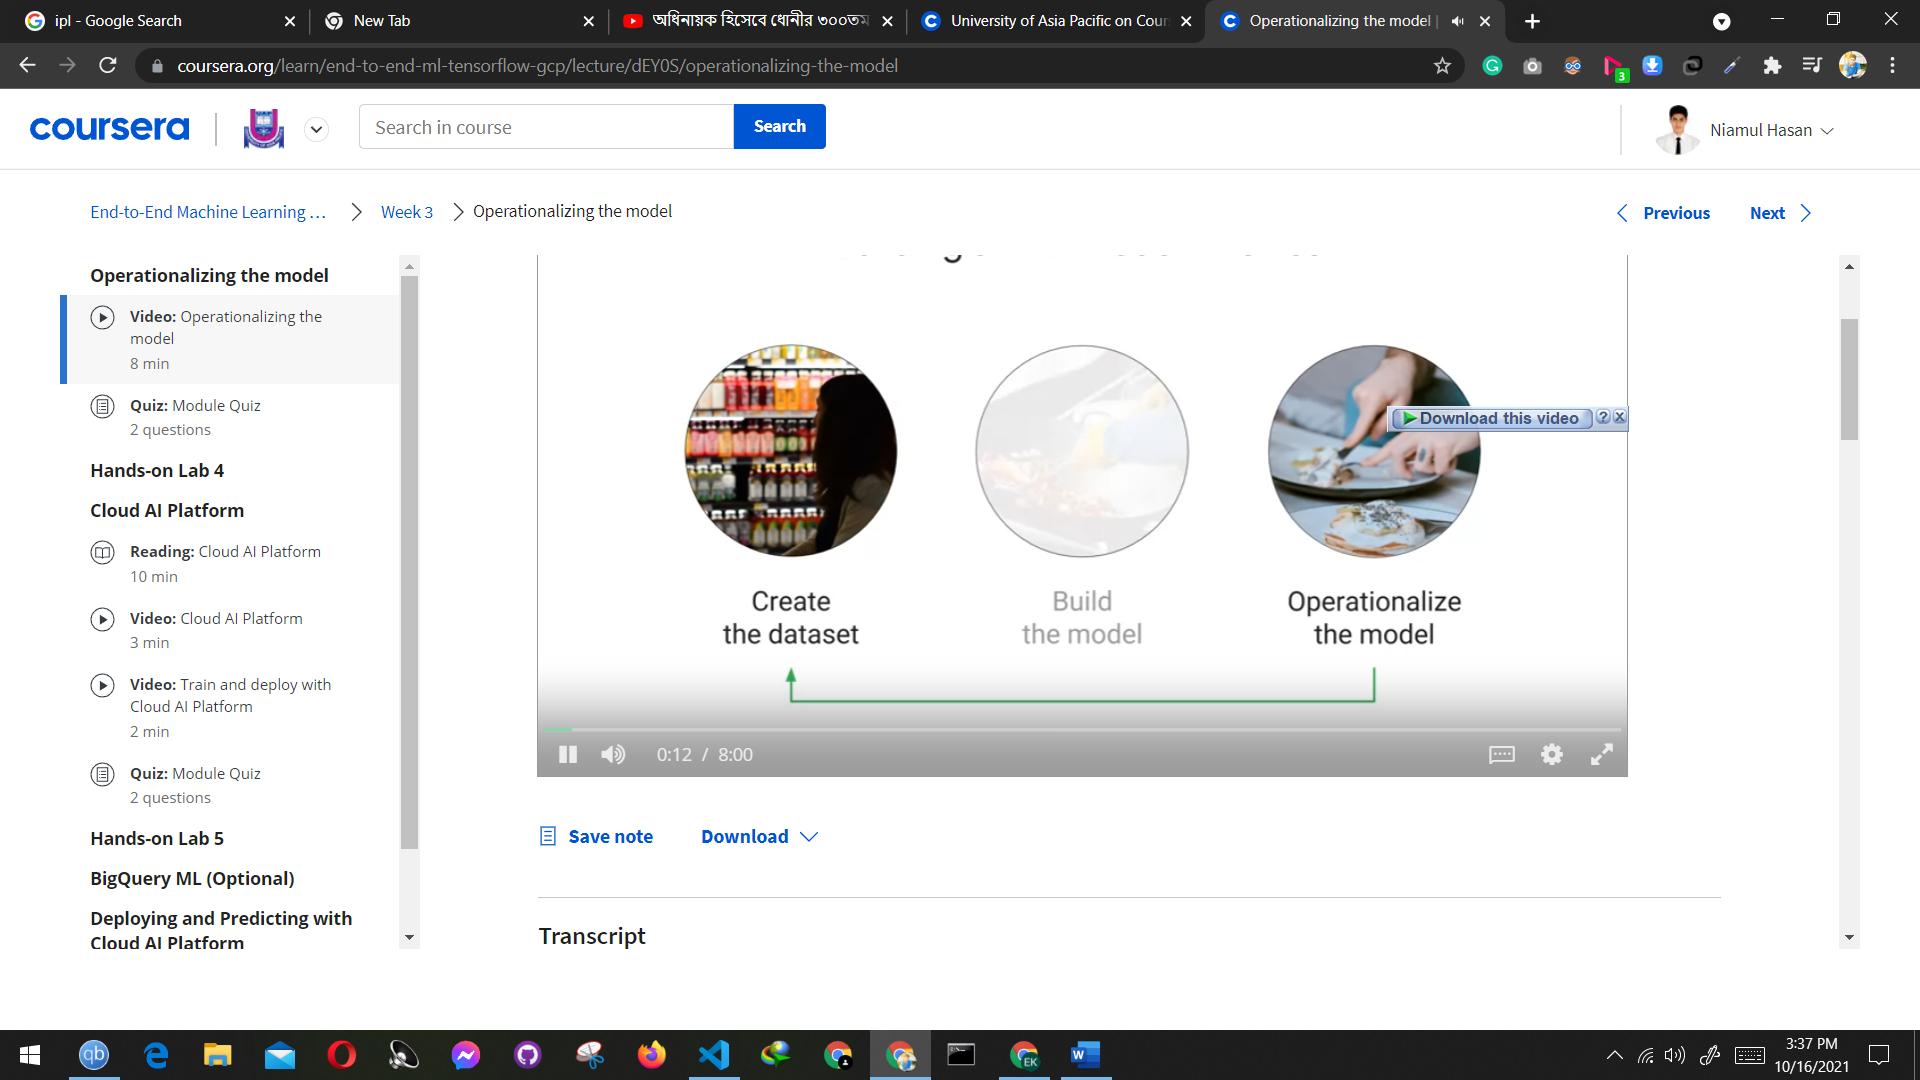 ipl - Google Search
New Tab
অধিনায়ক হিসেবে ধোনীর ৩০০তম
University of Asia Pacific on Cour
Operationalizing the model |
coursera.org/learn/end-to-end-ml-tensorflow-gcp/lecture/dEY0S/operationalizing-the-model
3
coursera
Search in course
Search
Niamul Hasan
End-to-End Machine Learning …
Week 3
Operationalizing the model
Previous
Next
Operationalizing the model
Video: Operationalizing the
model
8 min
Quiz: Module Quiz
2 questions
Hands-on Lab 4
Cloud AI Platform
Reading: Cloud AI Platform
10 min
Video: Cloud AI Platform
3 min
Video: Train and deploy with
Cloud AI Platform
2 min
Quiz: Module Quiz
2 questions
Hands-on Lab 5
BigQuery ML (Optional)
Deploying and Predicting with
Cloud AI Platform
Download this video
?
Create
the dataset
Build
the model
Operationalize
the model
0:12 / 8:00
Save note
Download
Transcript
qb
EK
W
3:37 PM
10/16/2021